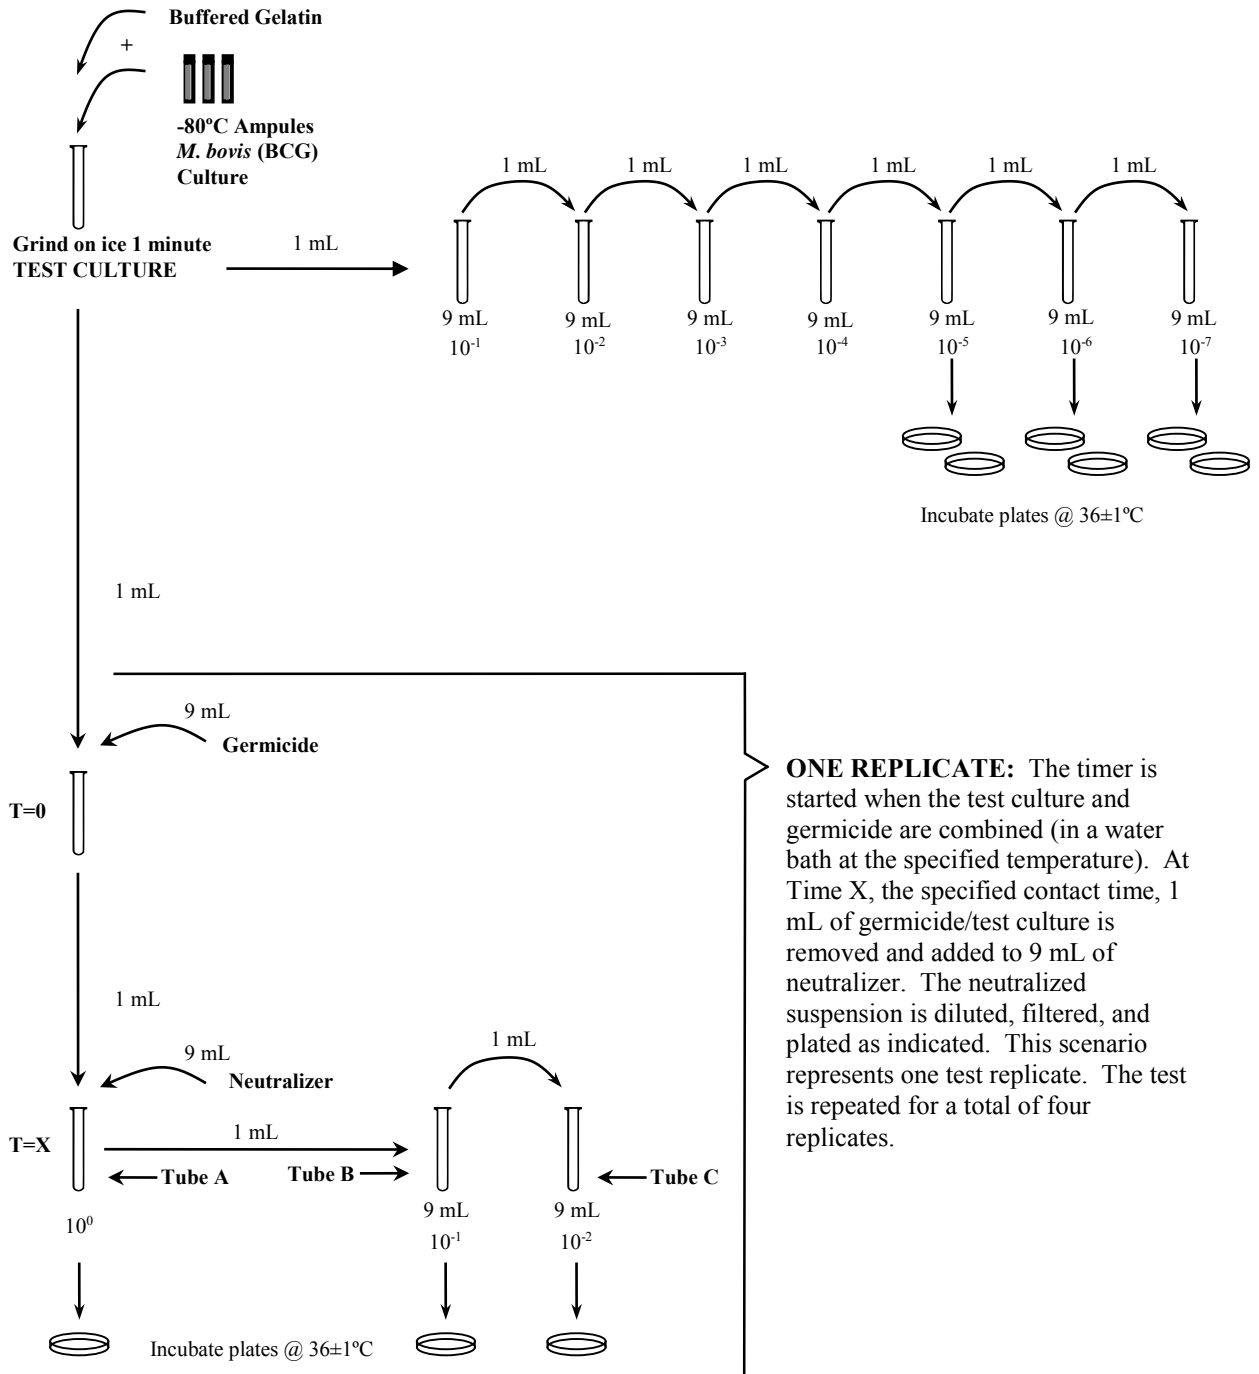 Buffered Gelatin
+
-80ºC Ampules
M. bovis (BCG)
Culture
Grind on ice 1 minute
TEST CULTURE
1 mL
1 mL 1 mL 1 mL 1 mL 1 mL 1 mL
9 mL 9 mL 9 mL 9 mL 9 mL 9 mL 9 mL
10⁻¹ 10⁻² 10⁻³ 10⁻⁴ 10⁻⁵ 10⁻⁶ 10⁻⁷
Incubate plates @ 36±1ºC
1 mL
9 mL
Germicide
T=0
1 mL
9 mL
Neutralizer
T=X
1 mL
1 mL
Tube A
Tube B
Tube C
10⁰
9 mL 9 mL
10⁻¹ 10⁻²
Incubate plates @ 36±1ºC
ONE REPLICATE: The timer is
started when the test culture and
germicide are combined (in a water
bath at the specified temperature). At
Time X, the specified contact time, 1
mL of germicide/test culture is
removed and added to 9 mL of
neutralizer. The neutralized
suspension is diluted, filtered, and
plated as indicated. This scenario
represents one test replicate. The test
is repeated for a total of four
replicates.